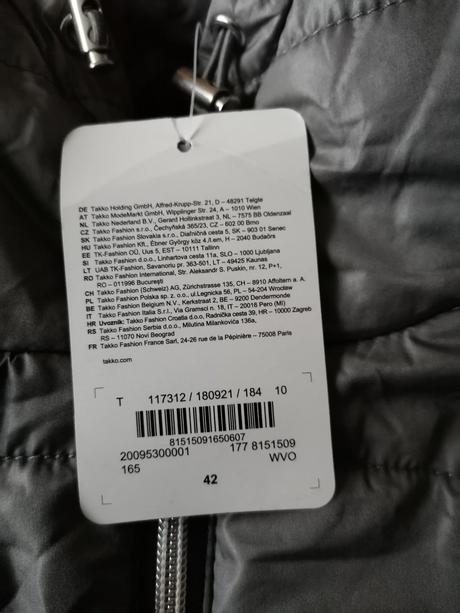 DE Takko Holding GmbH, Alfred-Krupp-Str. 21, D – 48291 Telgte
AT Takko ModeMarkt GmbH, Wipplinger Str. 24, A – 1010 Wien
NL Takko Nederland B.V., Gerard Hollinkstraat 3, NL – 7575 BB Oldenzaal
CZ Takko Fashion s.r.o., Čechyňská 365/23, CZ – 602 00 Brno
SK Takko Fashion Slovakia s.r.o., Diaľničná cesta 5, SK – 903 01 Senec
HU Takko Fashion Kft., Ebner György köz 4./I.em, H – 2040 Budaörs
EE TK-Fashion OÜ, Uus 5, EST – 10111 Tallinn
SI Takko Fashion d.o.o., Linhartova cesta 11a, SLO – 1000 Ljubljana
LT UAB TK-Fashion, Savanoriu pr. 363-501, LT – 49425 Kaunas
RO Takko Fashion International, Str. Aleksandr S. Puskin, nr. 12, P+1,
RO – 011996 București
CH Takko Fashion (Schweiz) AG, Zürichstrasse 135, CH – 8910 Affoltern a. A.
PL Takko Fashion Polska sp. z. o.o., ul.Legnicka 56, PL – 54-204 Wrocław
BE Takko Fashion Belgium N.V., Kerkstraat 2, BE – 9200 Dendermonde
IT Takko Fashion Italia S.r.l., Via Gramsci n. 18, IT – 20016 Pero (MI)
HR Uvoznik: Takko Fashion Croatia d.o.o, Radnička cesta 39, HR – 10000 Zagreb
RS Takko Fashion Serbia d.o.o., Milutina Milankovića 136a,
RS – 11070 Novi Beograd
FR Takko Fashion France Sarl, 24-26 rue de la Pépinière – 75008 Paris
takko.com
T 117312 / 180921 / 184 10
81515091650607
20095300001 177 8151509
165 WVO
42